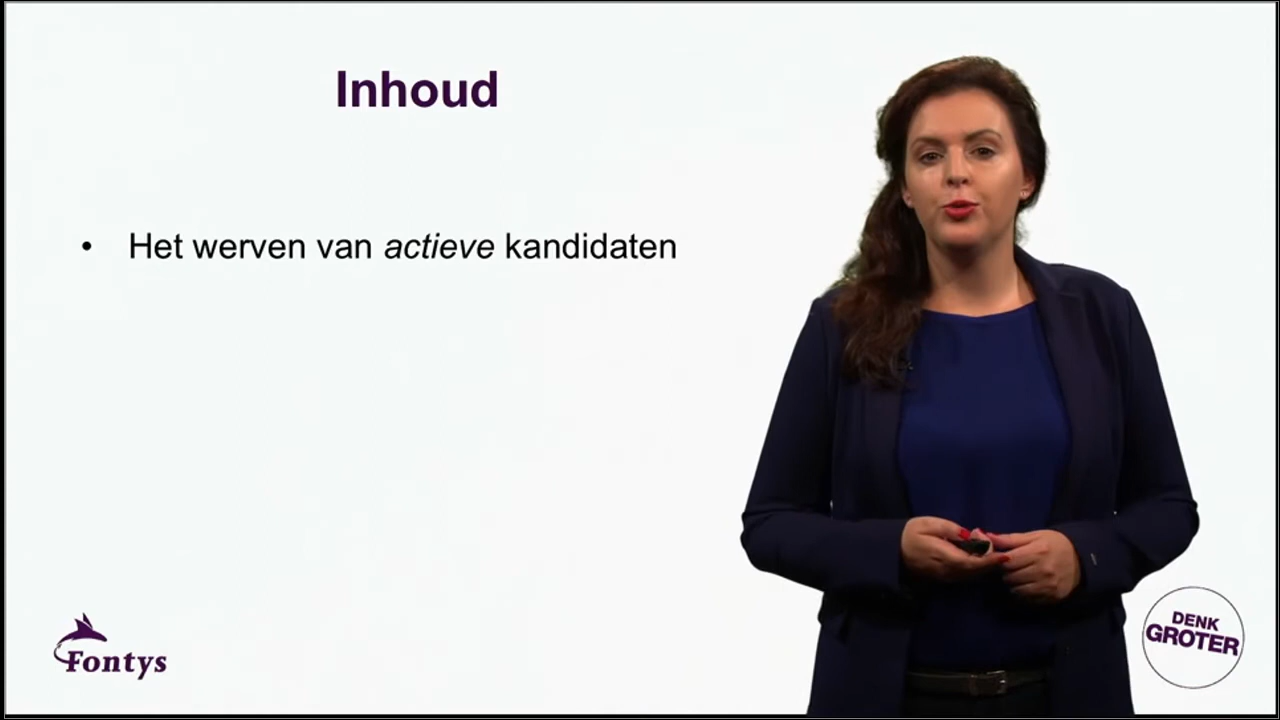 Inhoud
• Het werven van actieve kandidaten
Fontys
DENK
GROTER